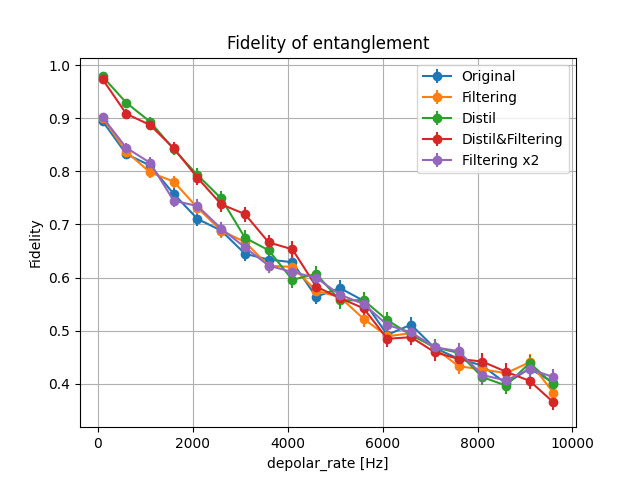 Fidelity of entanglement
Original
Filtering
Distil
Distil&Filtering
Filtering x2
Fidelity
1.0
0.9
0.8
0.7
0.6
0.5
0.4
0 2000 4000 6000 8000 10000
depolar_rate [Hz]